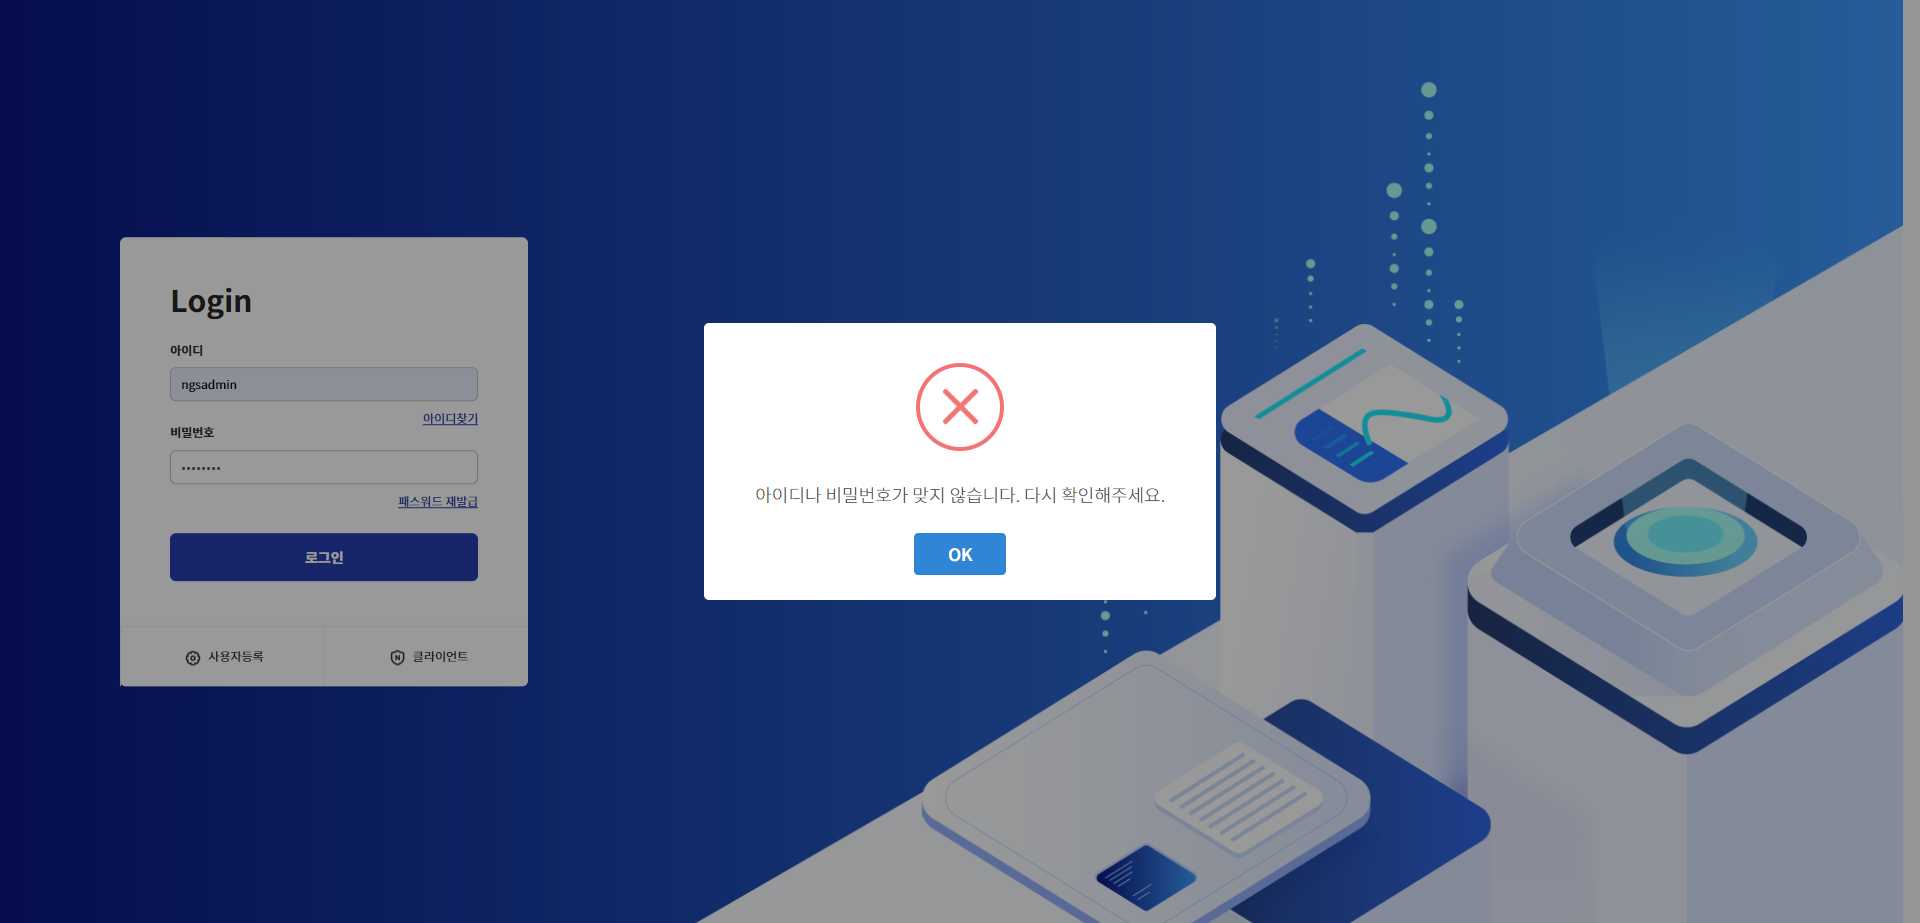 Login
아이디
ngsadmin
아이디찾기
비밀번호
••••••••
패스워드 재발급
로그인
사용자등록
클라이언트
아이디나 비밀번호가 맞지 않습니다. 다시 확인해주세요.
OK